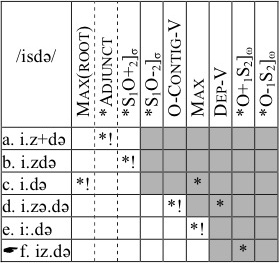 /isdə/ MAX(ROOT) *ADJUNCT *S₁O+₂]σ *S₁O-₂]σ O-CONTIG-V MAX DEP-V *O+₁S₂]ω *O-₁S₂]ω
a. i.z+də *!
b. i.zdə *!
c. i.də *! *
d. i.zə.də *! *
e. i:.də *!
☛f. iz.də *